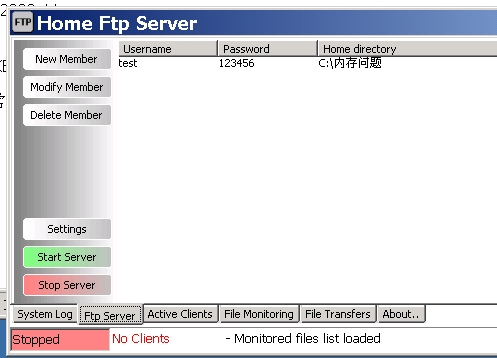 FTP Home Ftp Server
New Member
Modify Member
Delete Member
Username Password Home directory
test 123456 C:\内存问题
Settings
Start Server
Stop Server
System Log Ftp Server Active Clients File Monitoring File Transfers About..
Stopped No Clients - Monitored files list loaded